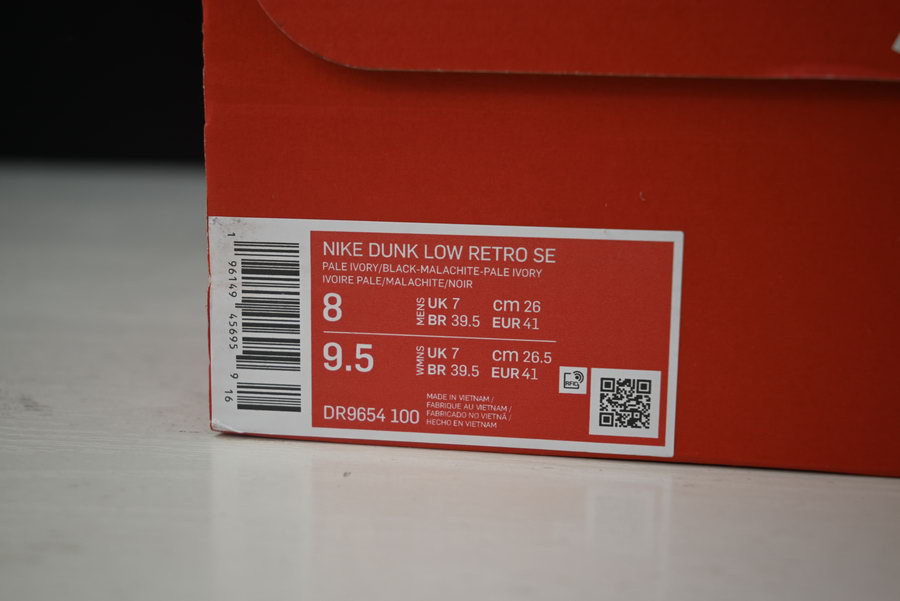 NIKE DUNK LOW RETRO SE
PALE IVORY/BLACK-MALACHITE-PALE IVORY
IVOIRE PALE/MALACHITE/NOIR
8
MENS
UK 7
cm 26
BR 39.5
EUR 41
9.5
WMNS
UK 7
cm 26.5
BR 39.5
EUR 41
RFID
DR9654 100
MADE IN VIETNAM /
FABRIQUE AU VIETNAM /
FABRICADO NO VIETNÃ /
HECHO EN VIETNAM
1 96149 45695 9 16